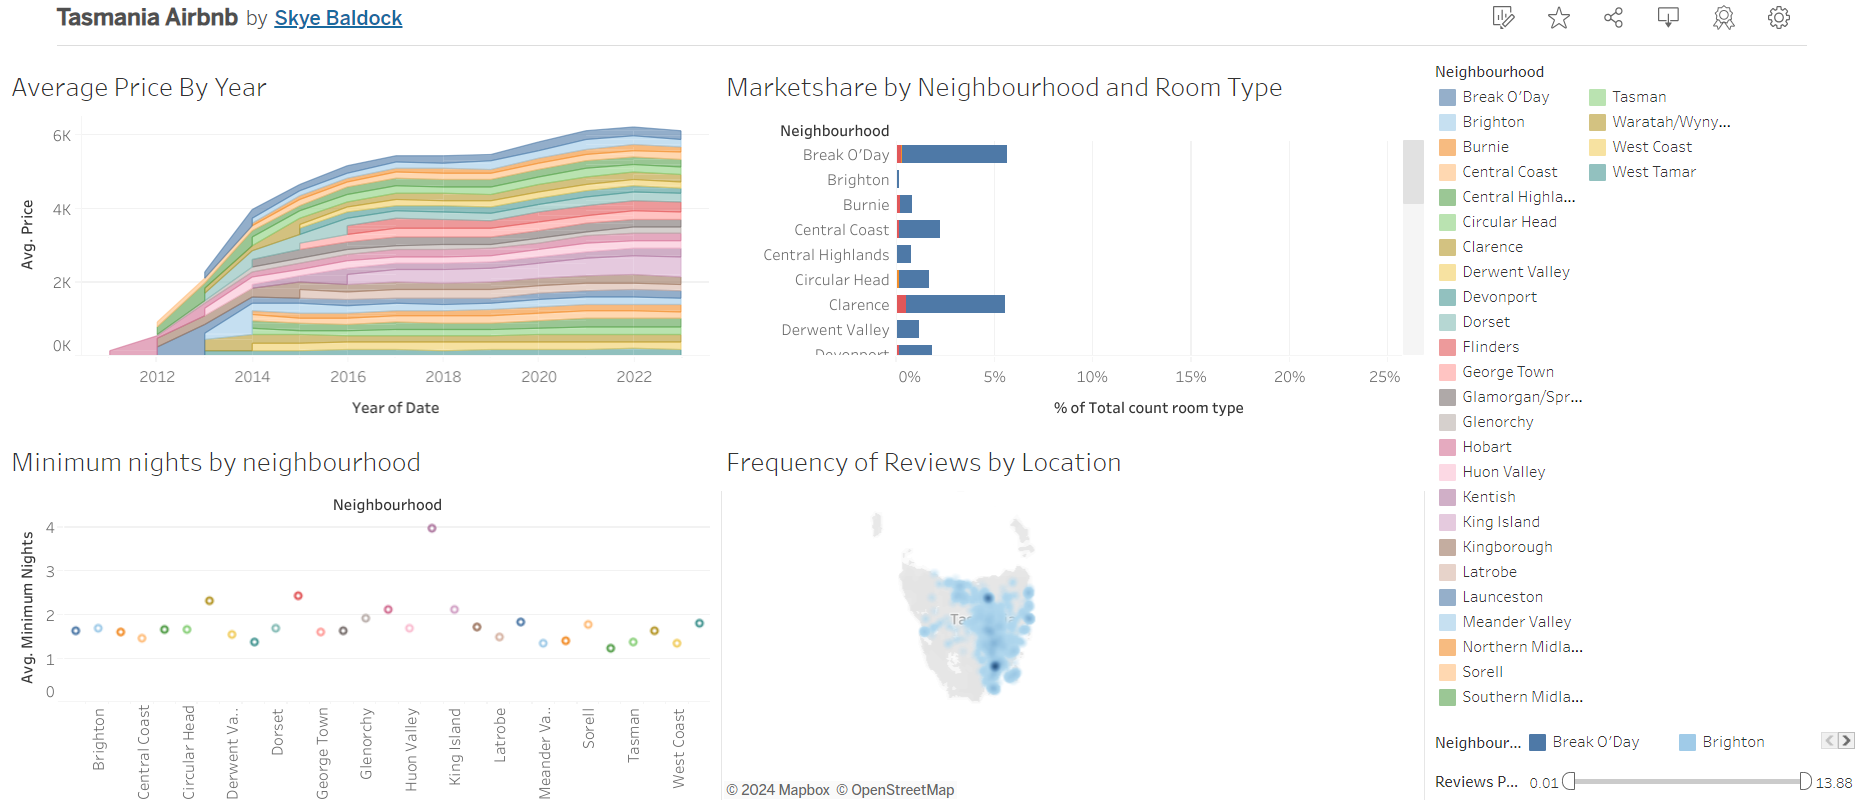 Tasmania Airbnb by Skye Baldock
Average Price By Year
6K
4K
2K
0K
Avg. Price
2012 2014 2016 2018 2020 2022
Year of Date
Marketshare by Neighbourhood and Room Type
Neighbourhood
Break O'Day
Brighton
Burnie
Central Coast
Central Highlands
Circular Head
Clarence
Derwent Valley
Devonport
0% 5% 10% 15% 20% 25%
% of Total count room type
Minimum nights by neighbourhood
Neighbourhood
4
3
2
1
0
Avg. Minimum Nights
Brighton
Central Coast
Circular Head
Derwent Va..
Dorset
George Town
Glenorchy
Huon Valley
King Island
Latrobe
Meander Va..
Sorell
Tasman
West Coast
Frequency of Reviews by Location
© 2024 Mapbox © OpenStreetMap
Neighbourhood
Break O'Day
Brighton
Burnie
Central Coast
Central Highla...
Circular Head
Clarence
Derwent Valley
Devonport
Dorset
Flinders
George Town
Glamorgan/Spr...
Glenorchy
Hobart
Huon Valley
Kentish
King Island
Kingborough
Latrobe
Launceston
Meander Valley
Northern Midla...
Sorell
Southern Midla...
Tasman
Waratah/Wyny...
West Coast
West Tamar
Neighbour... Break O'Day Brighton
Reviews P... 0.01 13.88